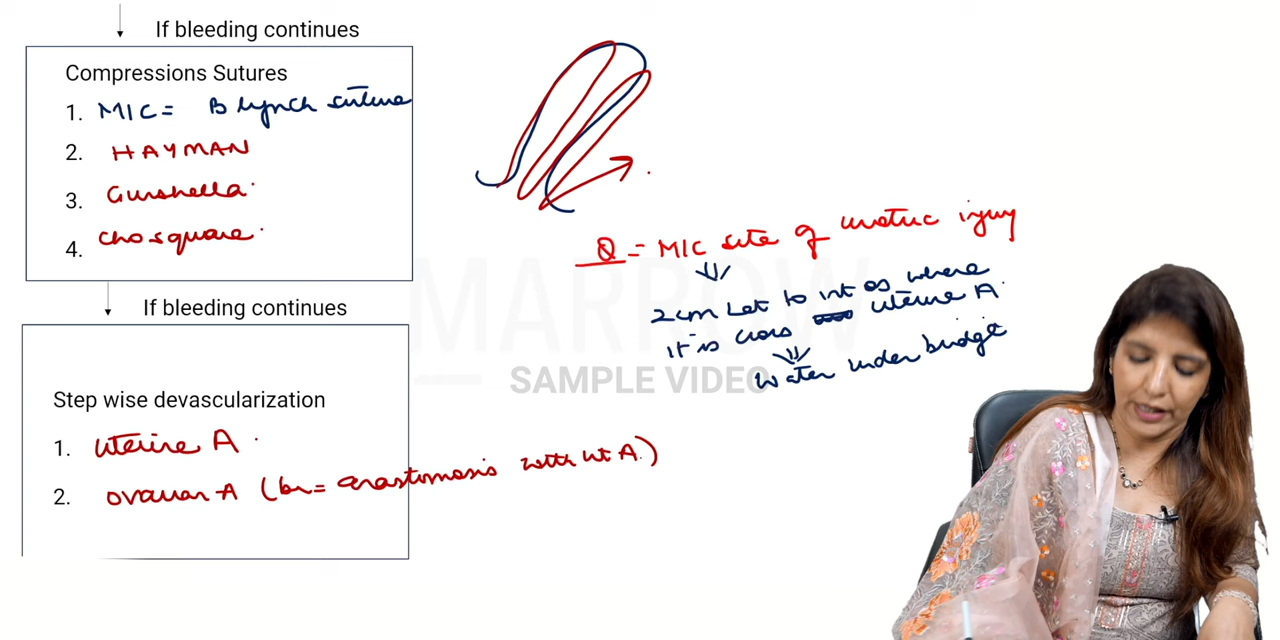 If bleeding continues
Compressions Sutures
1. MIC = B lynch suture
2. HAYMAN
3. Gunshella
4. Cho square
If bleeding continues
Step wise devascularization
1. Uterine A
2. Ovarian A (br = anastomosis with Ut A.)
Q = MIC site of ureteric injury
2cm Lat to int os where
it is cross uterine A.
Water under bridge
MARROW
SAMPLE VIDEO